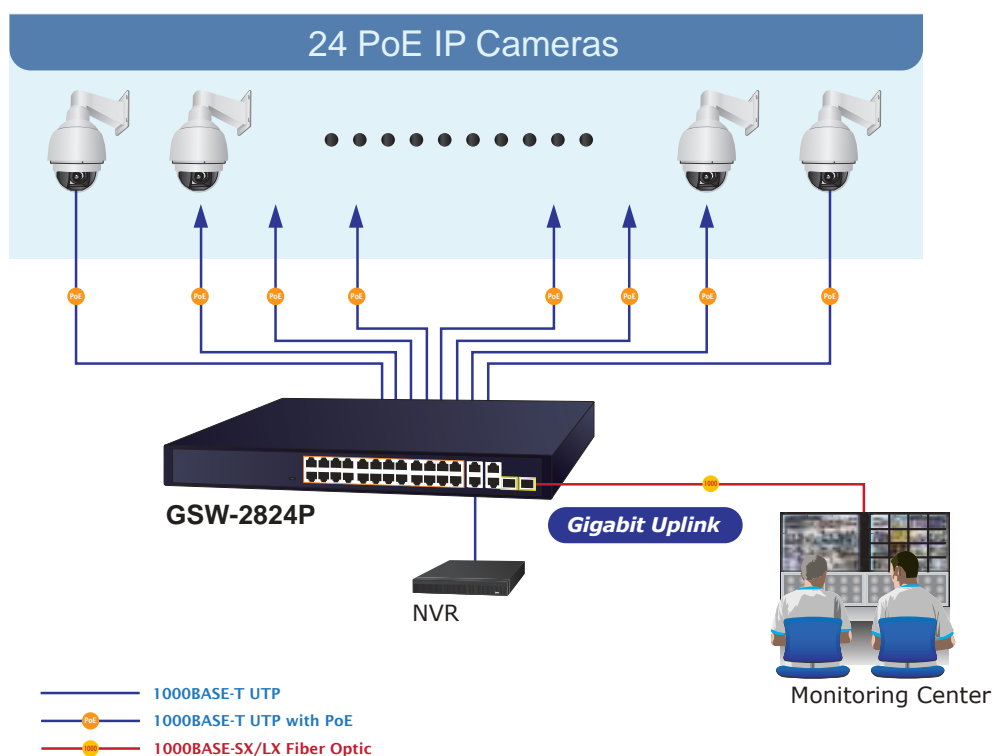 24 PoE IP Cameras
PoE
PoE
PoE
PoE
PoE
PoE
PoE
PoE
GSW-2824P
1000
Gigabit Uplink
NVR
Monitoring Center
1000BASE-T UTP
PoE
1000BASE-T UTP with PoE
1000
1000BASE-SX/LX Fiber Optic